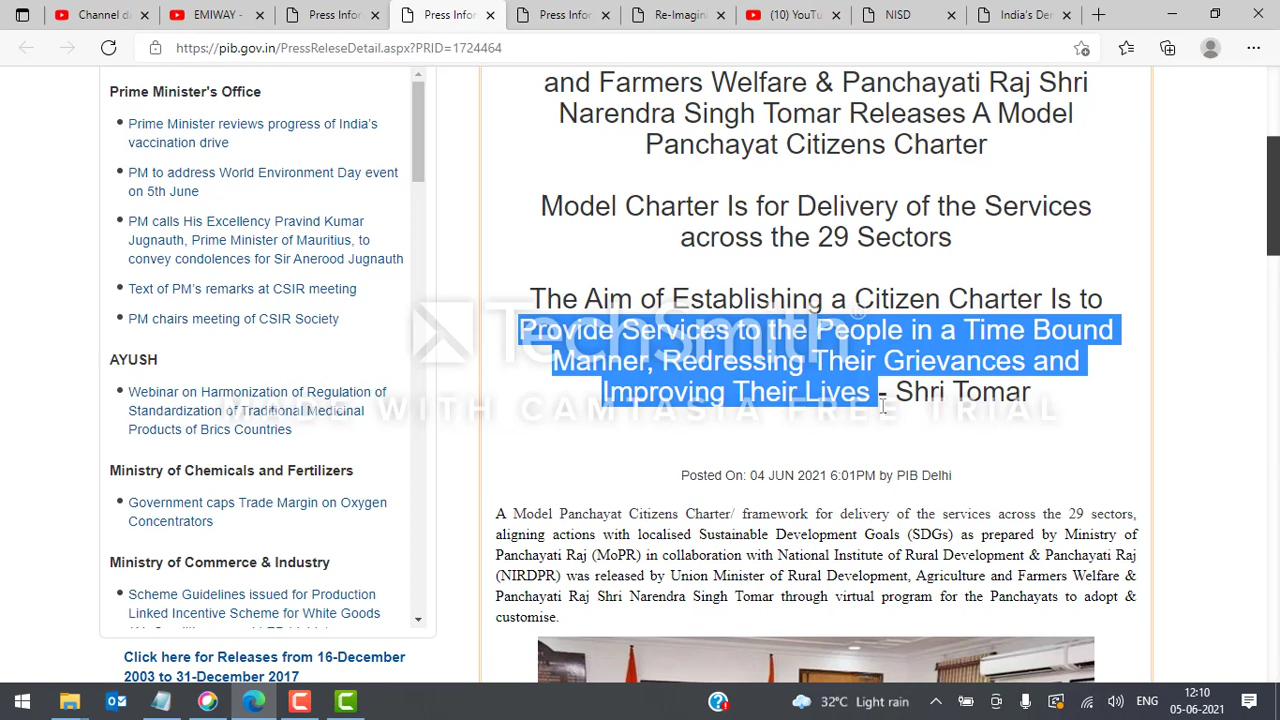 Channel da
EMIWAY -
Press Infor
Press Infor
Press Infor
Re-Imagin
(10) YouTu
NISD
India's Der
https://pib.gov.in/PressReleseDetail.aspx?PRID=1724464
Prime Minister's Office
Prime Minister reviews progress of India's
vaccination drive
PM to address World Environment Day event
on 5th June
PM calls His Excellency Pravind Kumar
Jugnauth, Prime Minister of Mauritius, to
convey condolences for Sir Anerood Jugnauth
Text of PM's remarks at CSIR meeting
PM chairs meeting of CSIR Society
AYUSH
Webinar on Harmonization of Regulation of
Standardization of Traditional Medicinal
Products of Brics Countries
Ministry of Chemicals and Fertilizers
Government caps Trade Margin on Oxygen
Concentrators
Ministry of Commerce & Industry
Scheme Guidelines issued for Production
Linked Incentive Scheme for White Goods
Click here for Releases from 16-December
2003 to 31-December 2017
and Farmers Welfare & Panchayati Raj Shri
Narendra Singh Tomar Releases A Model
Panchayat Citizens Charter
Model Charter Is for Delivery of the Services
across the 29 Sectors
The Aim of Establishing a Citizen Charter Is to
Provide Services to the People in a Time Bound
Manner, Redressing Their Grievances and
Improving Their Lives - Shri Tomar
TechSmith®
MADE WITH CAMTASIA FREE TRIAL
Posted On: 04 JUN 2021 6:01PM by PIB Delhi
A Model Panchayat Citizens Charter/ framework for delivery of the services across the 29 sectors,
aligning actions with localised Sustainable Development Goals (SDGs) as prepared by Ministry of
Panchayati Raj (MoPR) in collaboration with National Institute of Rural Development & Panchayati Raj
(NIRDPR) was released by Union Minister of Rural Development, Agriculture and Farmers Welfare &
Panchayati Raj Shri Narendra Singh Tomar through virtual program for the Panchayats to adopt &
customise.
32°C Light rain
ENG
12:10
05-06-2021